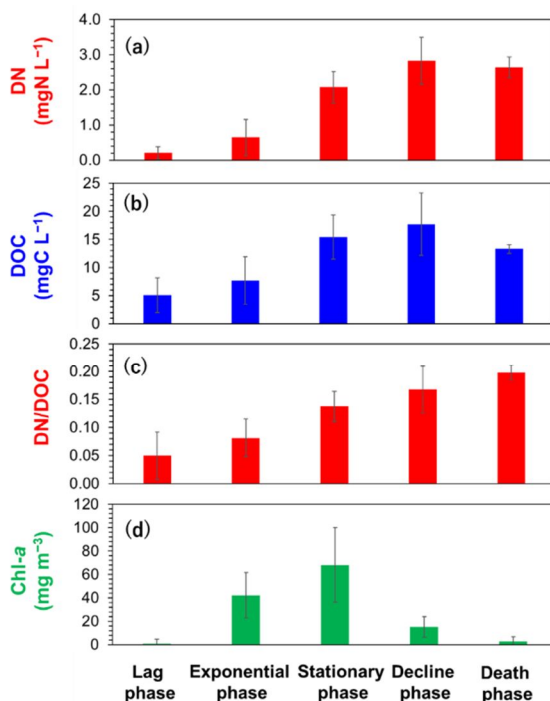 DN
(mgN L⁻¹)
4.0
3.0
2.0
1.0
0.0
(a)
DOC
(mgC L⁻¹)
25
20
15
10
5
0
(b)
DN/DOC
0.25
0.20
0.15
0.10
0.05
0.00
(c)
Chl-a
(mg m⁻³)
120
100
80
60
40
20
0
(d)
Lag
phase
Exponential
phase
Stationary
phase
Decline
phase
Death
phase